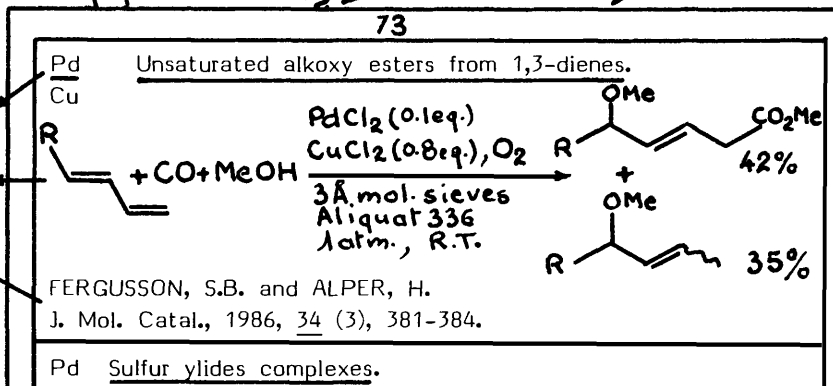 73
Pd Unsaturated alkoxy esters from 1,3-dienes.
Cu
R
+ CO + MeOH
PdCl2 (0.1eq.)
CuCl2 (0.8eq.), O2
3Å mol. sieves
Aliquat 336
1atm., R.T.
OMe
R
CO2Me
42%
+
OMe
R
35%
FERGUSSON, S.B. and ALPER, H.
J. Mol. Catal., 1986, 34 (3), 381-384.
Pd Sulfur ylides complexes.